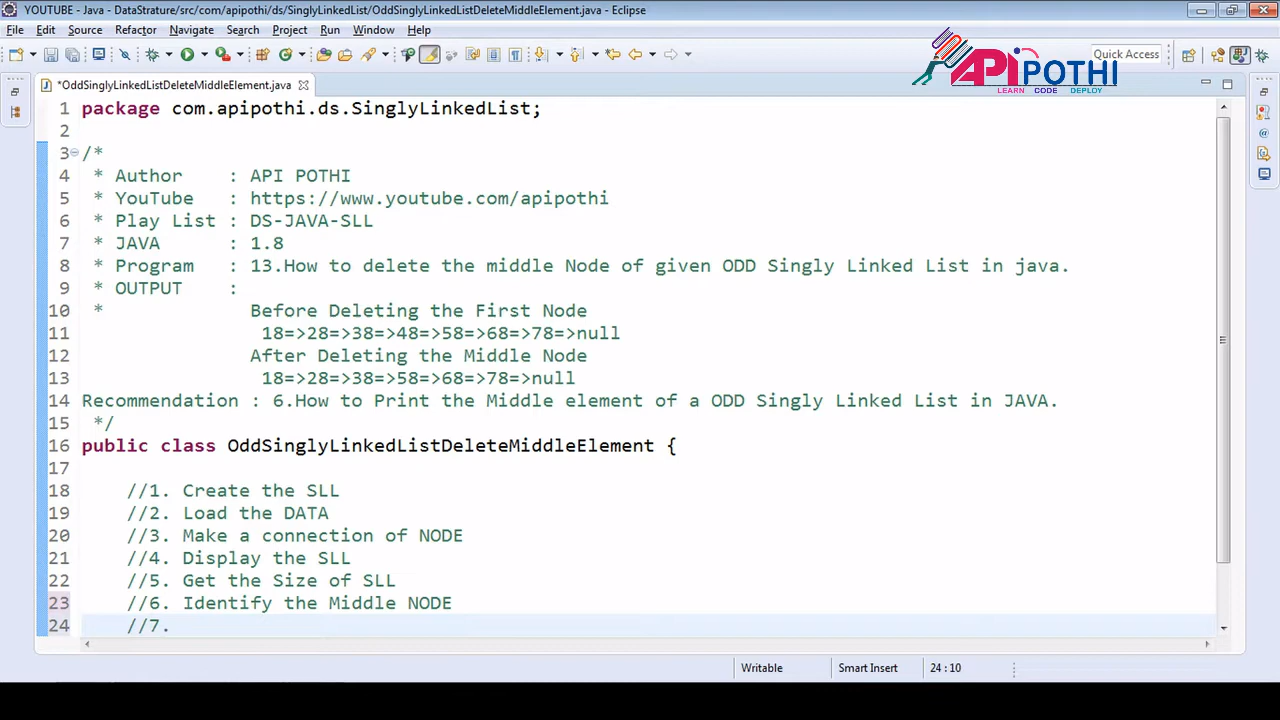 YOUTUBE - Java - DataStrature/src/com/apipothi/ds/SinglyLinkedList/OddSinglyLinkedListDeleteMiddleElement.java - Eclipse
File Edit Source Refactor Navigate Search Project Run Window Help
Quick Access
APIPOTHI
LEARN CODE DEPLOY
*OddSinglyLinkedListDeleteMiddleElement.java
1 package com.apipothi.ds.SinglyLinkedList;
2
3 /*
4 * Author : API POTHI
5 * YouTube : https://www.youtube.com/apipothi
6 * Play List : DS-JAVA-SLL
7 * JAVA : 1.8
8 * Program : 13.How to delete the middle Node of given ODD Singly Linked List in java.
9 * OUTPUT :
10 * Before Deleting the First Node
11 18=>28=>38=>48=>58=>68=>78=>null
12 After Deleting the Middle Node
13 18=>28=>38=>58=>68=>78=>null
14 Recommendation : 6.How to Print the Middle element of a ODD Singly Linked List in JAVA.
15 */
16 public class OddSinglyLinkedListDeleteMiddleElement {
17
18 //1. Create the SLL
19 //2. Load the DATA
20 //3. Make a connection of NODE
21 //4. Display the SLL
22 //5. Get the Size of SLL
23 //6. Identify the Middle NODE
24 //7.
Writable Smart Insert 24 : 10